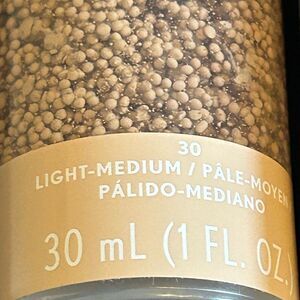 30
LIGHT-MEDIUM / PÂLE-MOYEN
PÁLIDO-MEDIANO
30 mL (1 FL. OZ.)